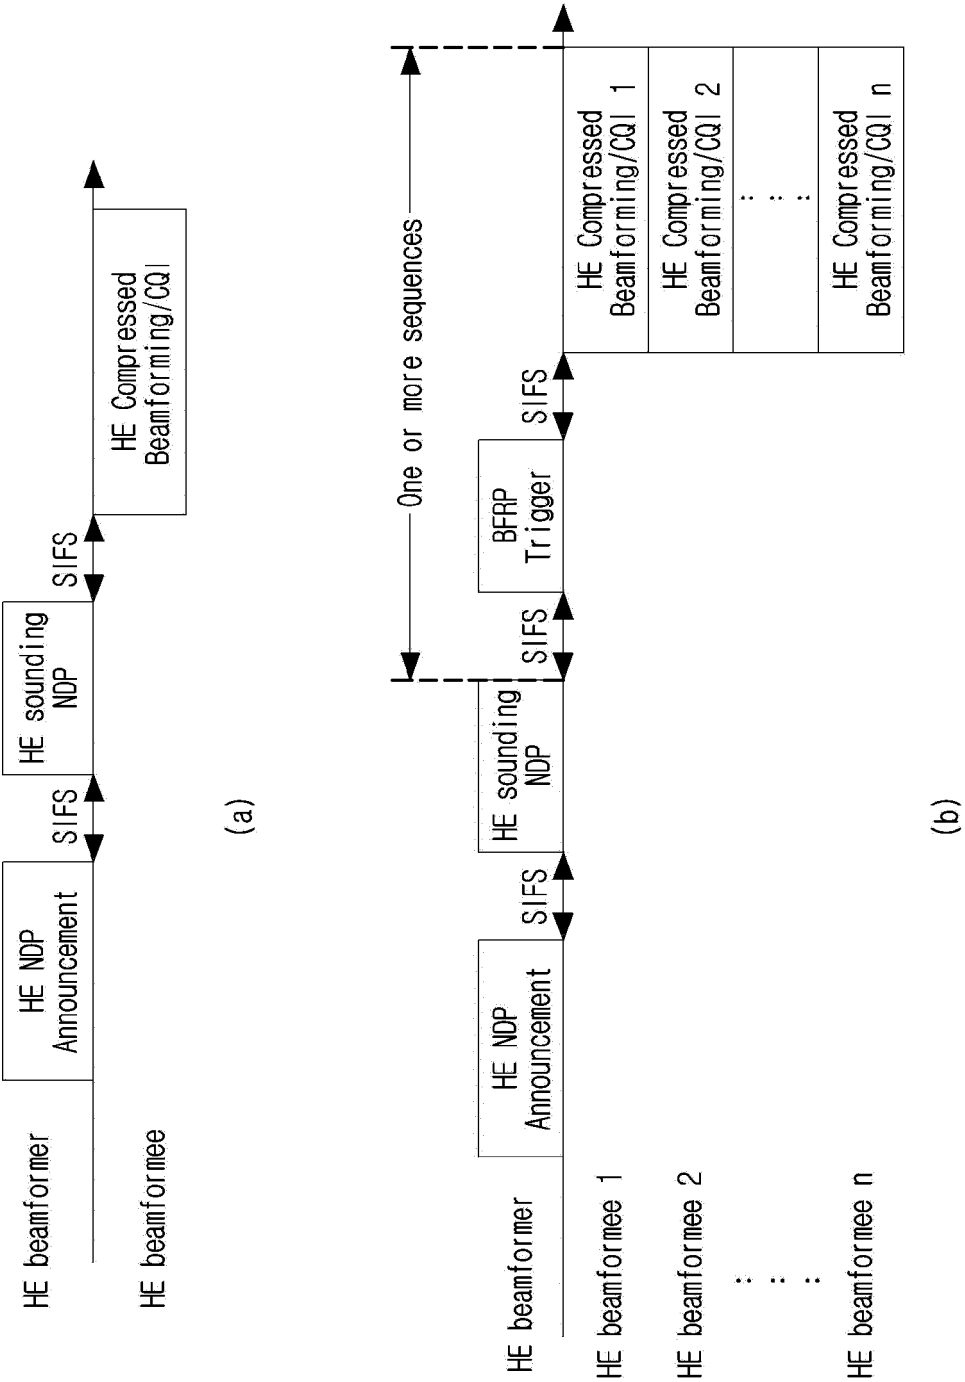 HE beamformer
HE NDP
Announcement
SIFS
HE sounding
NDP
SIFS
HE beamformee
HE Compressed
Beamforming/CQI
(a)
One or more sequences
HE beamformer
HE NDP
Announcement
SIFS
HE sounding
NDP
SIFS
BFRP
Trigger
SIFS
HE beamformee 1
HE Compressed
Beamforming/CQI 1
HE beamformee 2
HE Compressed
Beamforming/CQI 2
HE beamformee n
HE Compressed
Beamforming/CQI n
(b)